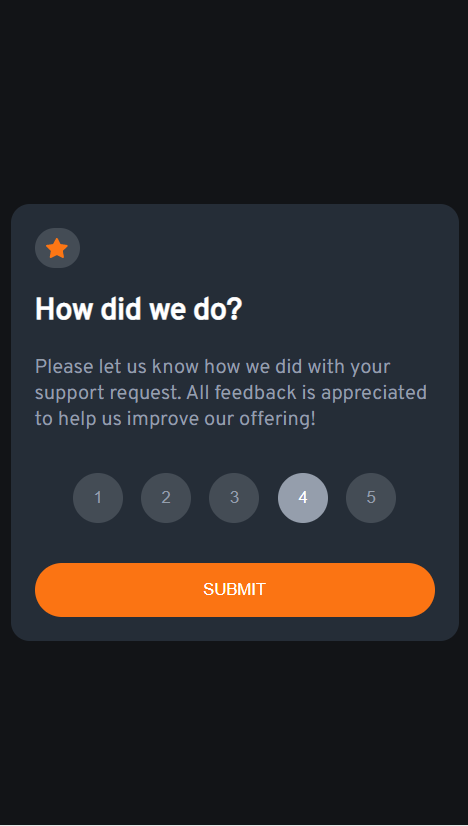 How did we do?
Please let us know how we did with your
support request. All feedback is appreciated
to help us improve our offering!
1 2 3 4 5
SUBMIT